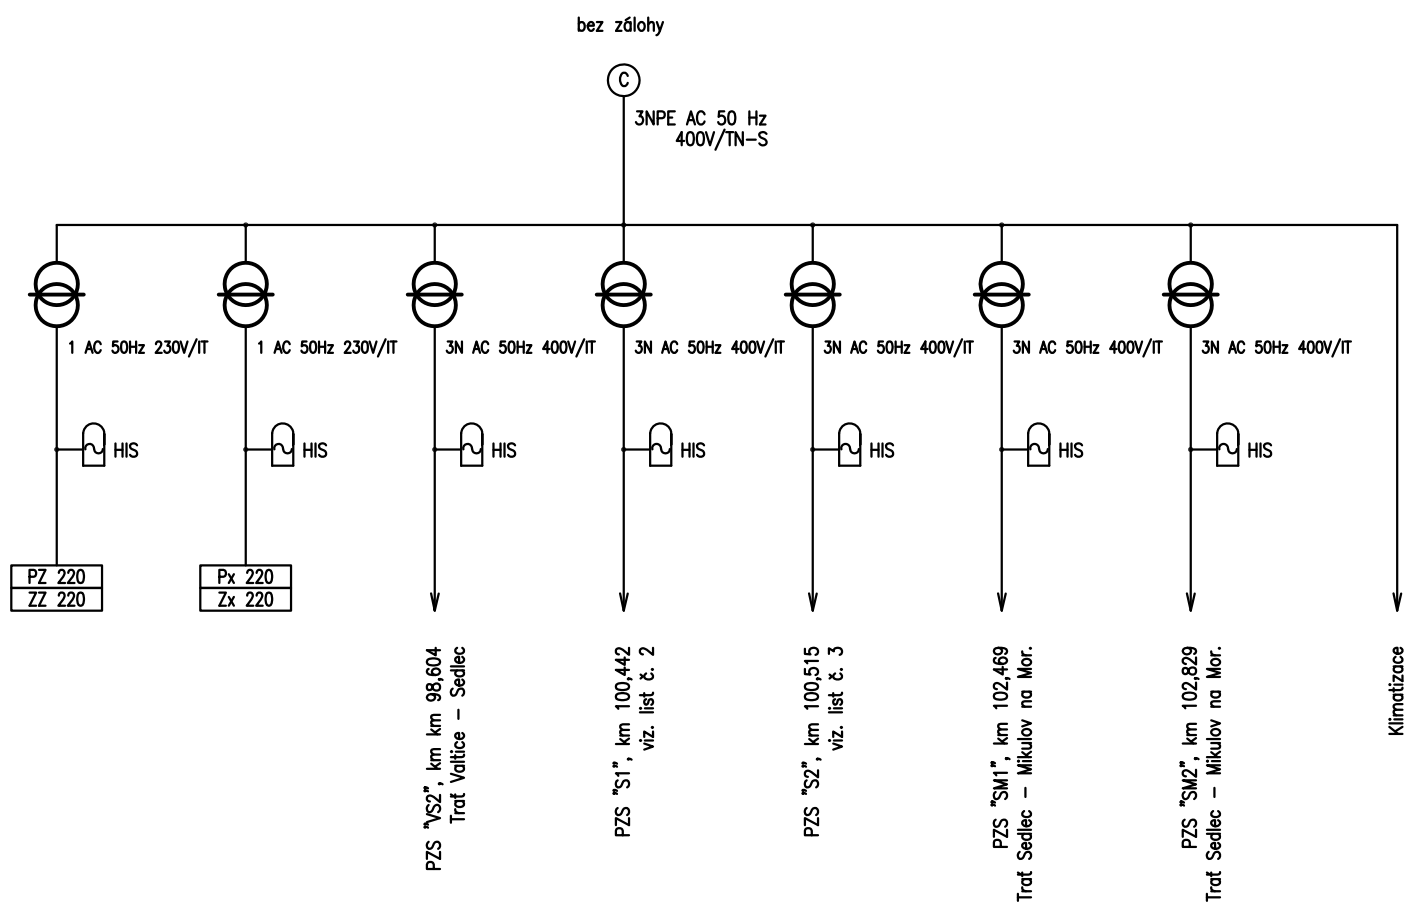 bez zálohy
C
3NPE AC 50 Hz
400V/TN-S
1 AC 50Hz 230V/IT
1 AC 50Hz 230V/IT
3N AC 50Hz 400V/IT
3N AC 50Hz 400V/IT
3N AC 50Hz 400V/IT
3N AC 50Hz 400V/IT
3N AC 50Hz 400V/IT
HIS
HIS
HIS
HIS
HIS
HIS
HIS
PZ 220
ZZ 220
Px 220
Zx 220
PZS "VS2", km km 98,604
Trať Valtice – Sedlec
PZS "S1", km 100,442
viz. list č. 2
PZS "S2", km 100,515
viz. list č. 3
PZS "SM1", km 102,469
Trať Sedlec – Mikulov na Mor.
PZS "SM2", km 102,829
Trať Sedlec – Mikulov na Mor.
Klimatizace